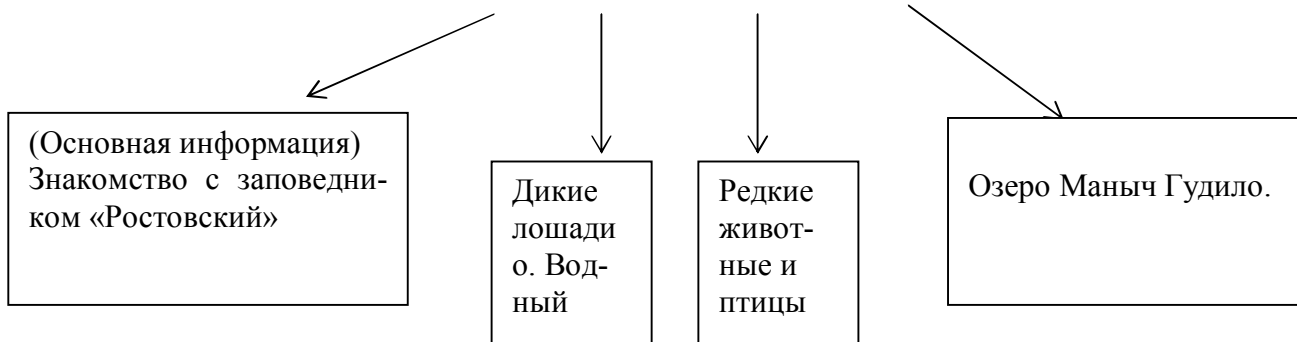 (Основная информация)
Знакомство с заповедни-
ком «Ростовский»
Дикие
лошади
о. Вод-
ный
Редкие
живот-
ные и
птицы
Озеро Маныч Гудило.